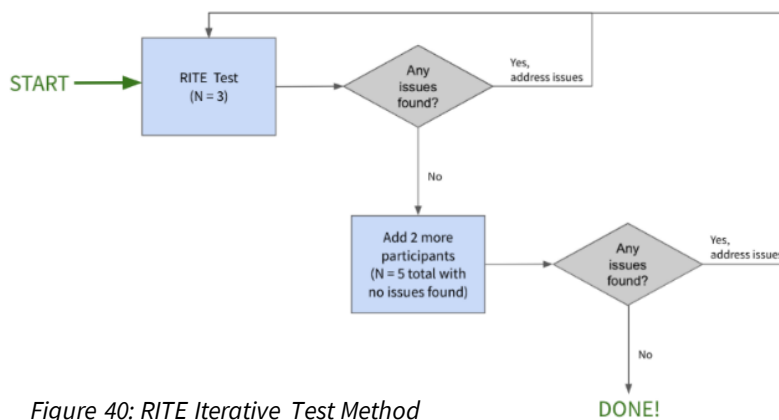 START
RITE Test
(N = 3)
Any
issues
found?
Yes,
address issues
No
Add 2 more
participants
(N = 5 total with
no issues found)
Any
issues
found?
Yes,
address issues
No
DONE!
Figure 40: RITE Iterative Test Method